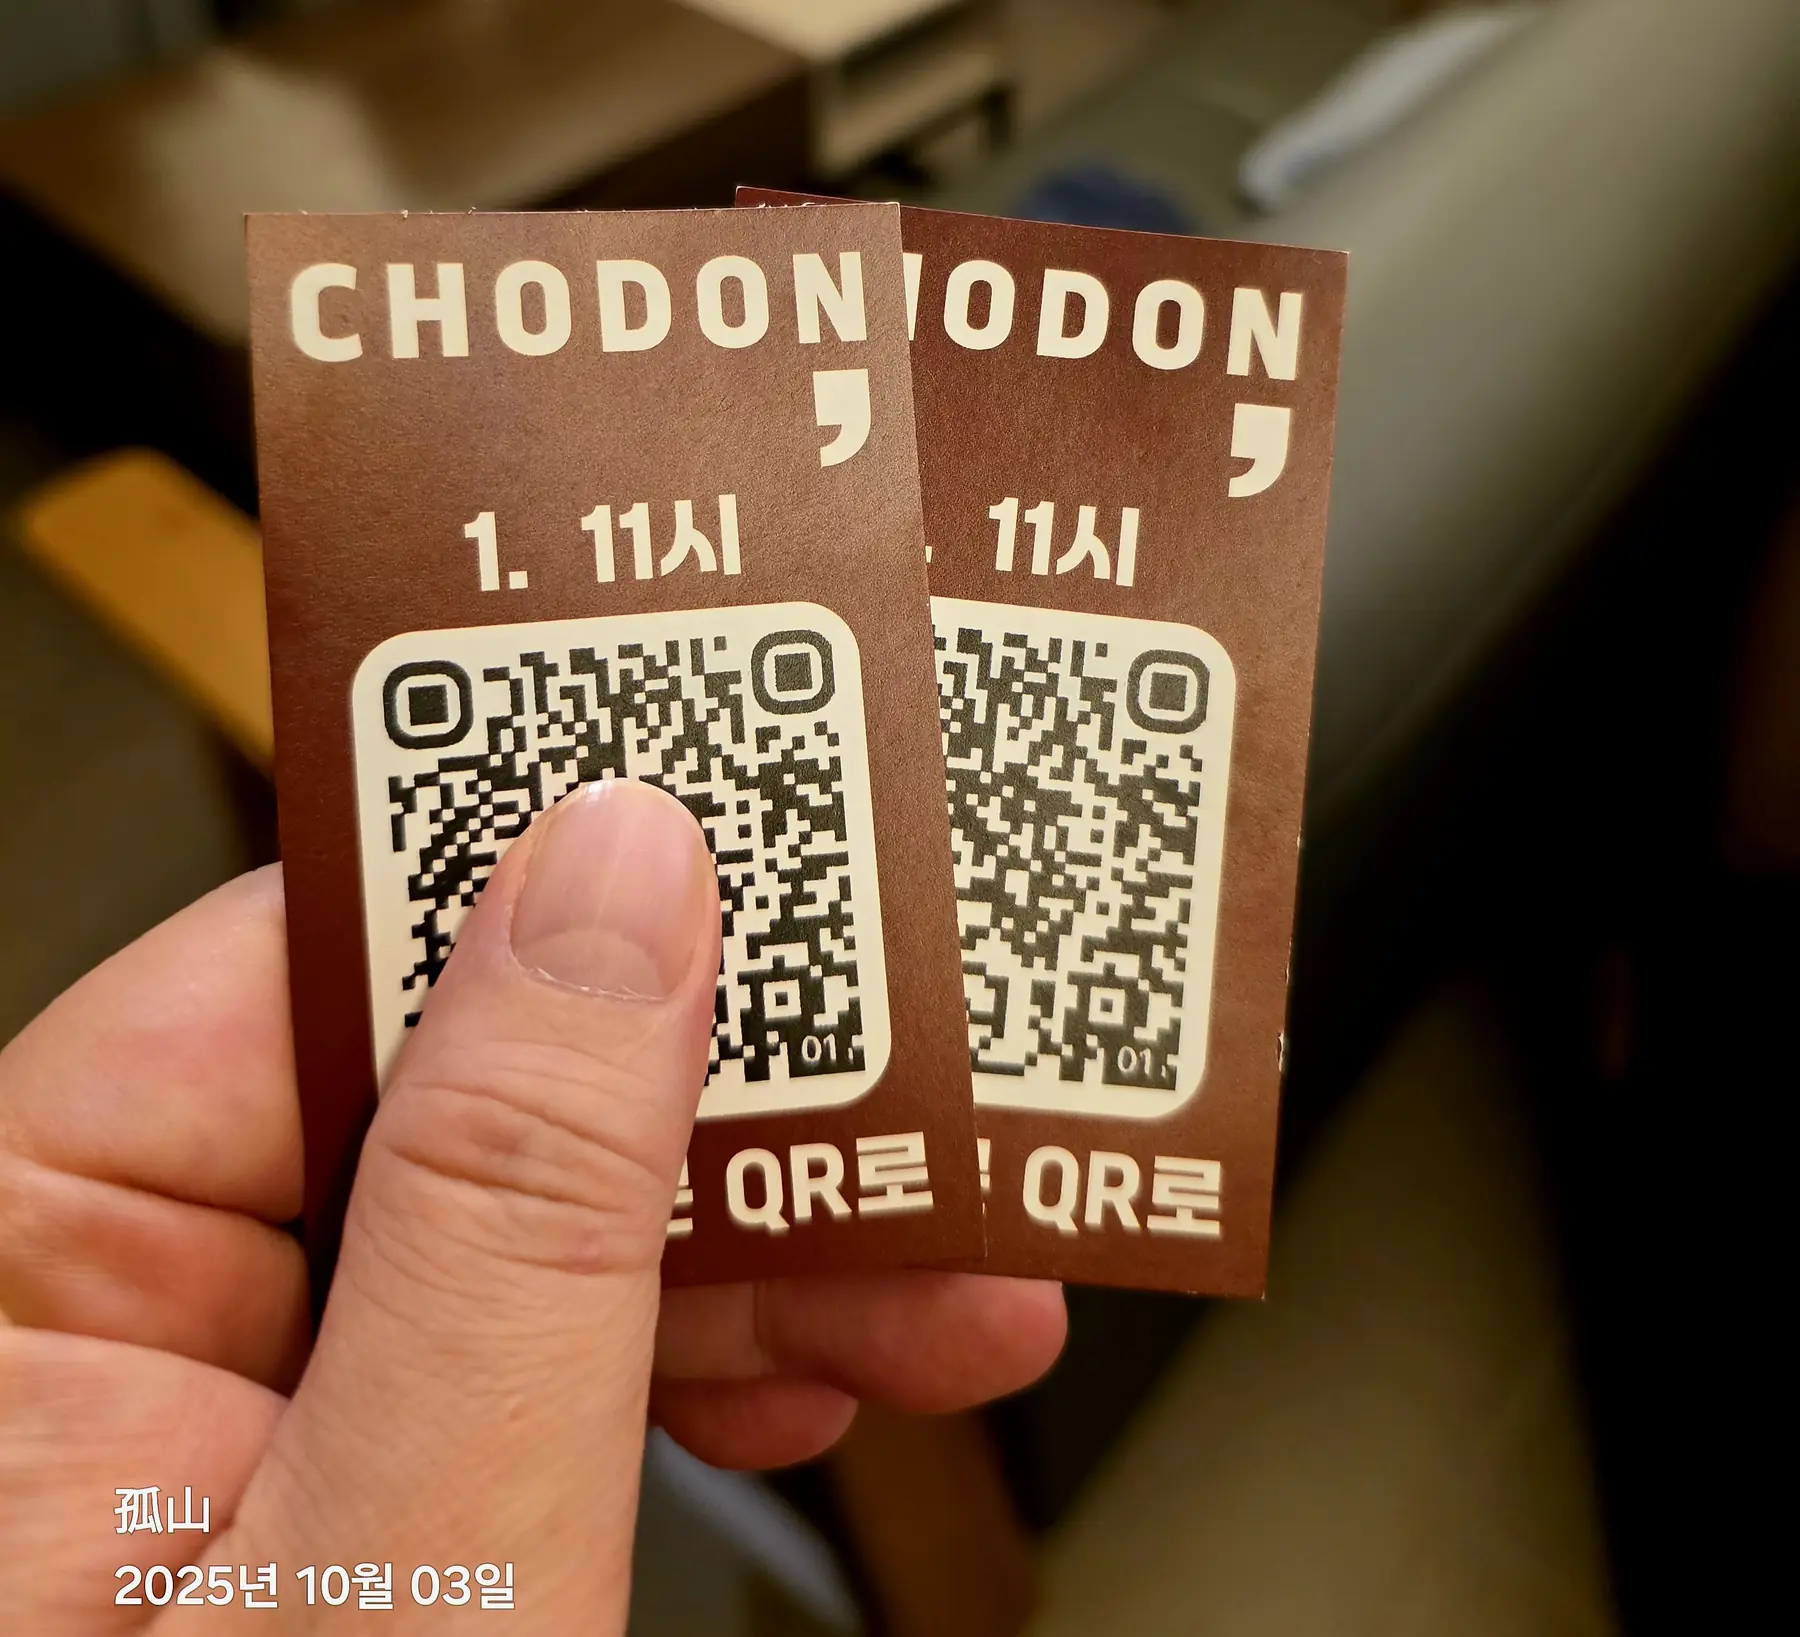 CHODON
,
1. 11시
01.
QR로
ODON
,
11시
01.
QR로
孤山
2025년 10월 03일